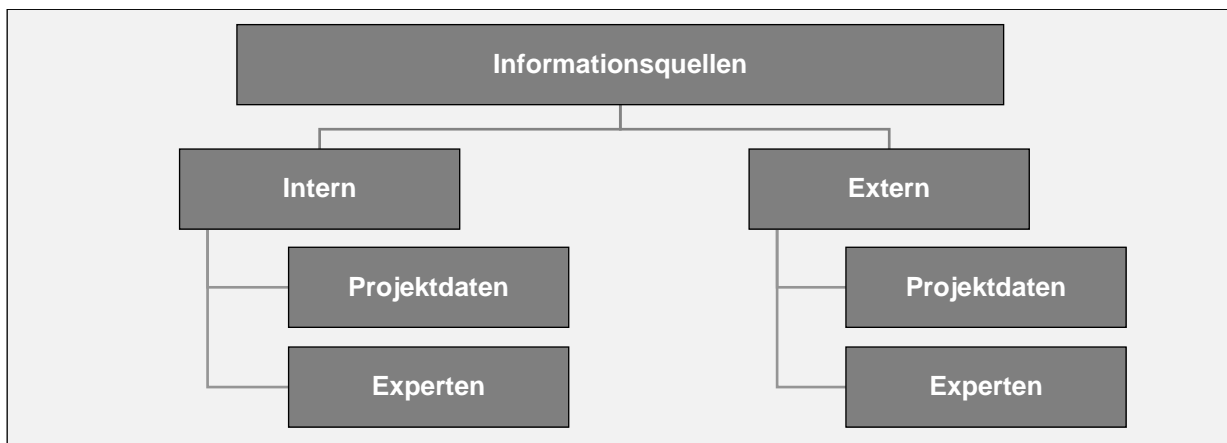 Informationsquellen
Intern
Extern
Projektdaten
Projektdaten
Experten
Experten